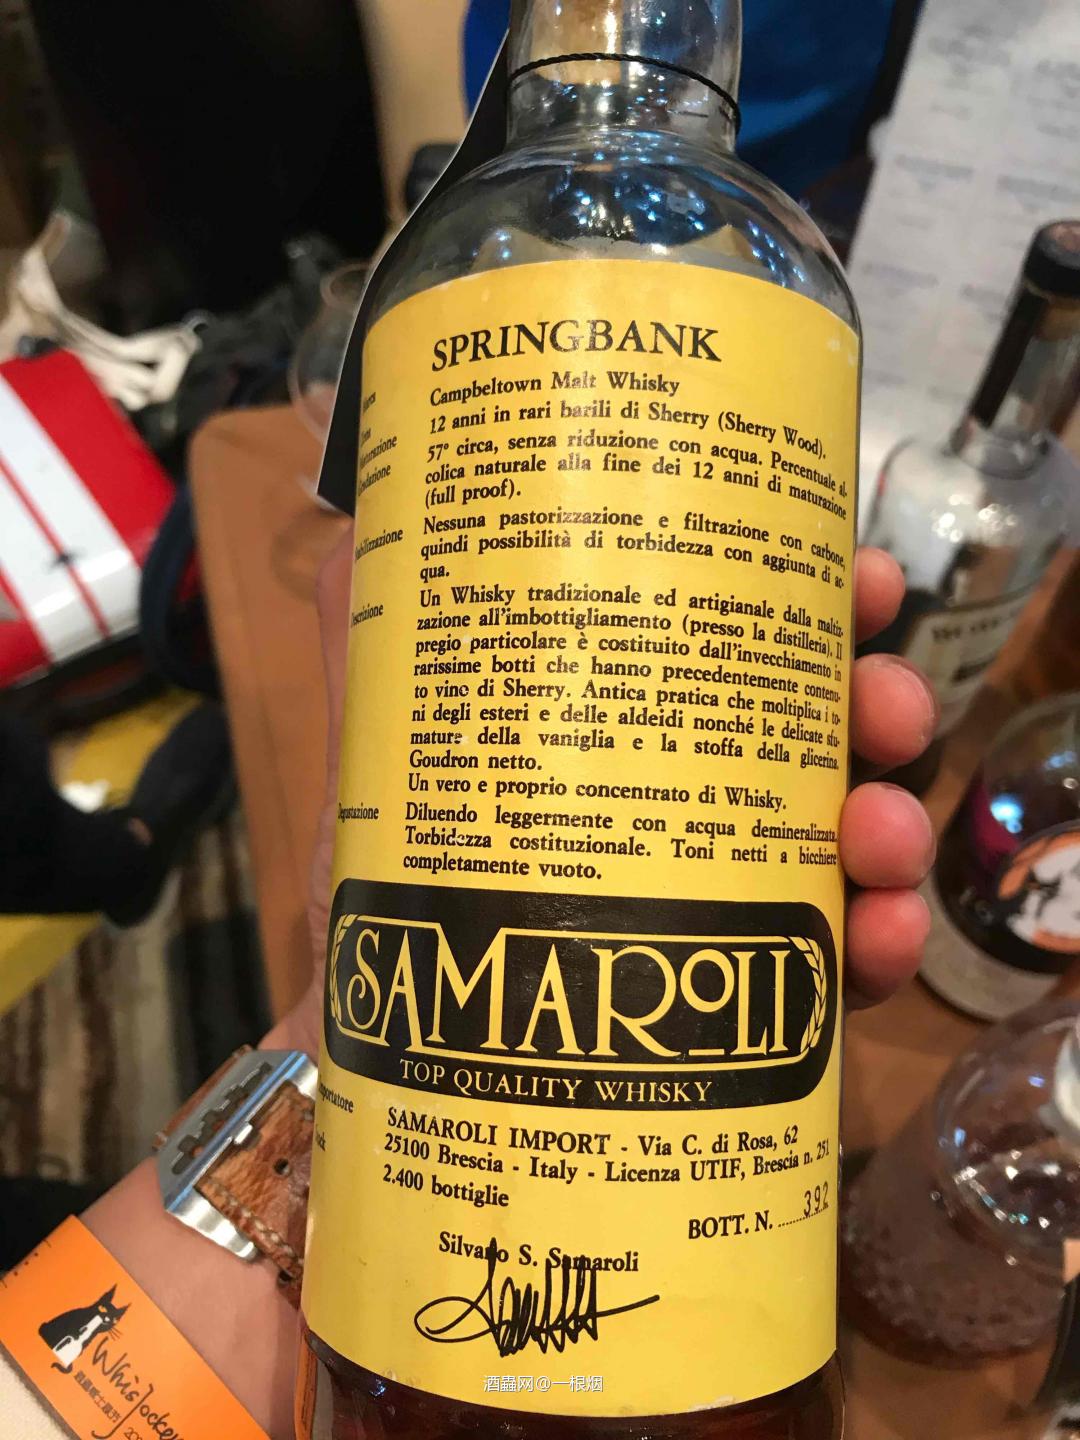 SPRINGBANK
Campbeltown Malt Whisky
12 anni in rari barili di Sherry (Sherry Wood).
Maturazione
57° circa, senza riduzione con acqua. Percentuale al-
Gradazione
colica naturale alla fine dei 12 anni di maturazione
(full proof).
Nessuna pastorizzazione e filtrazione con carbone,
quindi possibilità di torbidezza con aggiunta di ac-
qua.
Un Whisky tradizionale ed artigianale dalla maltiz-
zazione all'imbottigliamento (presso la distilleria). Il
pregio particolare è costituito dall'invecchiamento in
rarissime botti che hanno precedentemente contenu-
to vino di Sherry. Antica pratica che moltiplica i to-
ni degli esteri e delle aldeidi nonché le delicate sfu-
mature della vaniglia e la stoffa della glicerina.
Goudron netto.
Un vero e proprio concentrato di Whisky.
Degustazione
Diluendo leggermente con acqua demineralizzata.
Torbidezza costituzionale. Toni netti a bicchiere
completamente vuoto.
SAMAROLI
TOP QUALITY WHISKY
SAMAROLI IMPORT - Via C. di Rosa, 62
25100 Brescia - Italy - Licenza UTIF, Brescia n. 251
2.400 bottiglie
BOTT. N. 392
Silvano S. Samaroli
Whisjockey
酒蟲网@一根烟